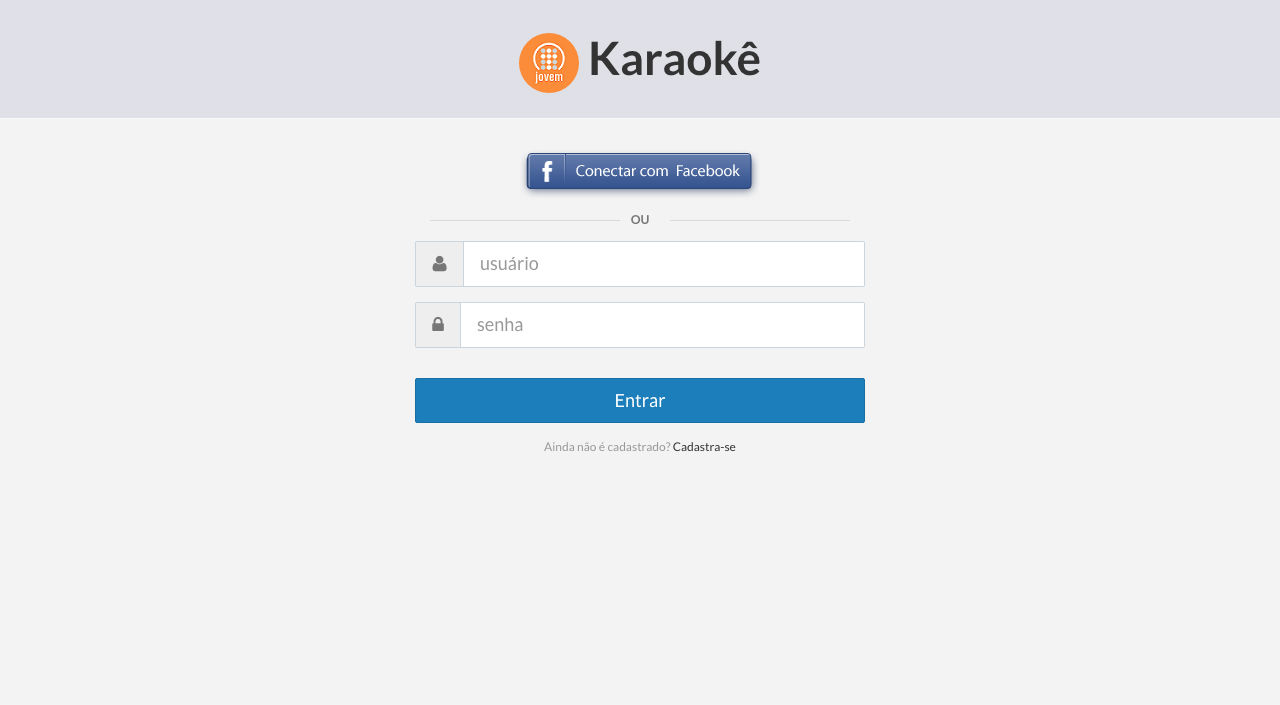 jovem
Karaokê
f Conectar com Facebook
OU
usuário
senha
Entrar
Ainda não é cadastrado? Cadastra-se